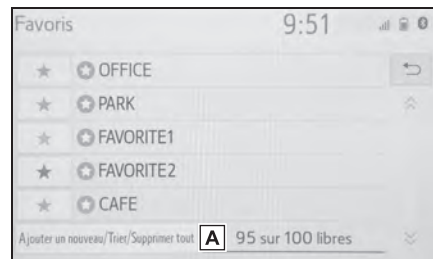 Favoris 9:51
OFFICE
PARK
FAVORITE1
FAVORITE2
CAFE
Ajouter un nouveau/Trier/Supprimer tout A 95 sur 100 libres